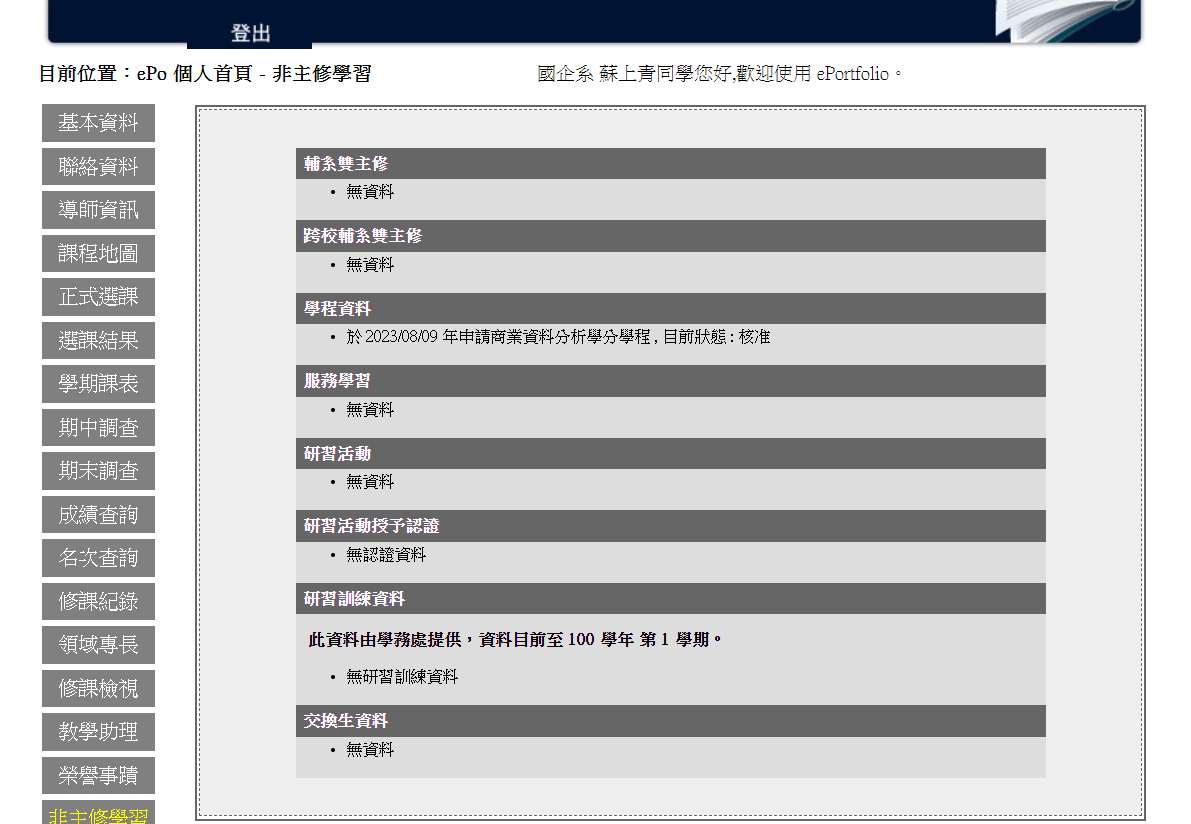 登出
目前位置：ePo 個人首頁 - 非主修學習
國企系 蘇上青同學您好,歡迎使用 ePortfolio。
基本資料
聯絡資料
導師資訊
課程地圖
正式選課
選課結果
學期課表
期中調查
期末調查
成績查詢
名次查詢
修課紀錄
領域專長
修課檢視
教學助理
榮譽事蹟
非主修學習
輔系雙主修
• 無資料
跨校輔系雙主修
• 無資料
學程資料
• 於 2023/08/09 年申請商業資料分析學分學程 , 目前狀態 : 核准
服務學習
• 無資料
研習活動
• 無資料
研習活動授予認證
• 無認證資料
研習訓練資料
此資料由學務處提供，資料目前至 100 學年 第 1 學期。
• 無研習訓練資料
交換生資料
• 無資料